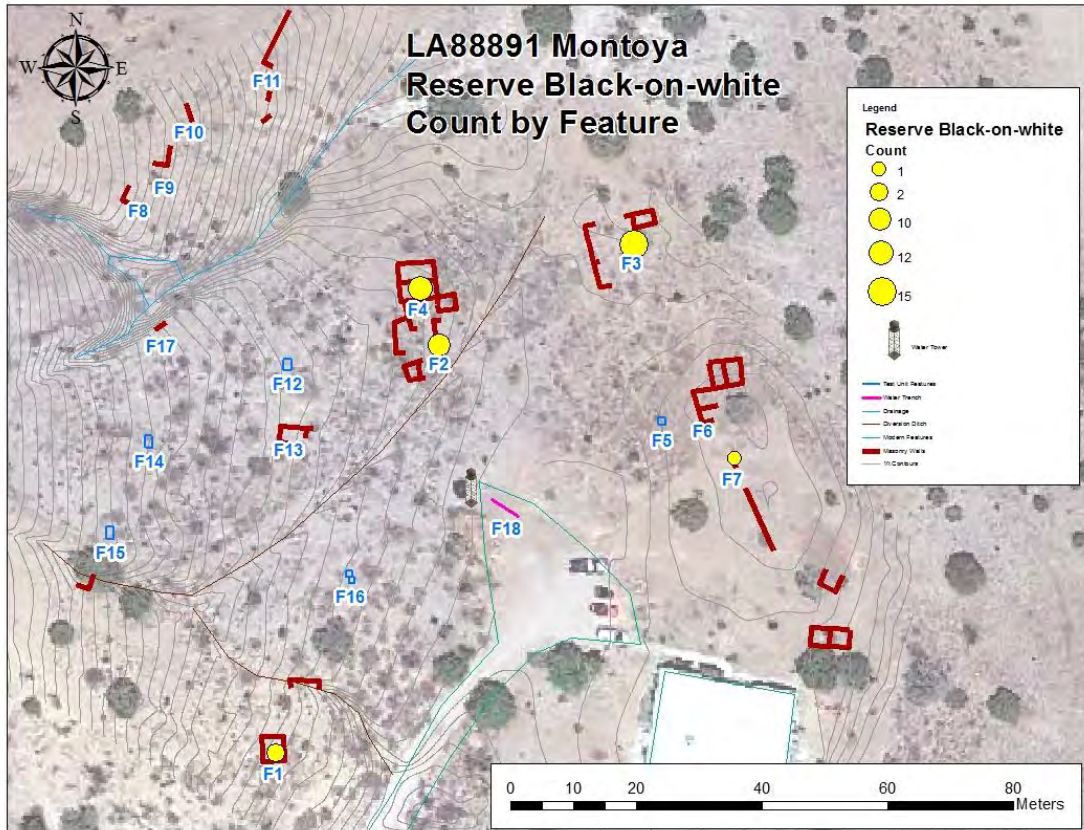 LA88891 Montoya
Reserve Black-on-white
Count by Feature
N
W E
S
F11
F10
F9
F8
F17
F4
F2
F3
F12
F13
F14
F15
F16
F5
F6
F7
F18
F1
Legend
Reserve Black-on-white
Count
1
2
10
12
15
Water Tower
Test Unit Features
Water Trench
Drainage
Diversion Ditch
Modern Features
Masonry Walls
0 10 20 40 60 80
Meters